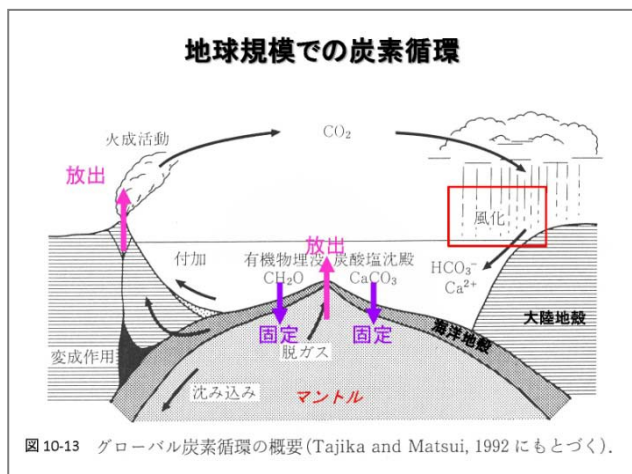 地球規模での炭素循環
火成活動
CO₂
放出
風化
付加
有機物埋没
CH₂O
放出
炭酸塩沈殿
CaCO₃
HCO₃⁻
Ca²⁺
大陸地殻
固定
固定
海洋地殻
脱ガス
変成作用
沈み込み
マントル
図 10-13 グローバル炭素循環の概要(Tajika and Matsui, 1992 にもとづく).